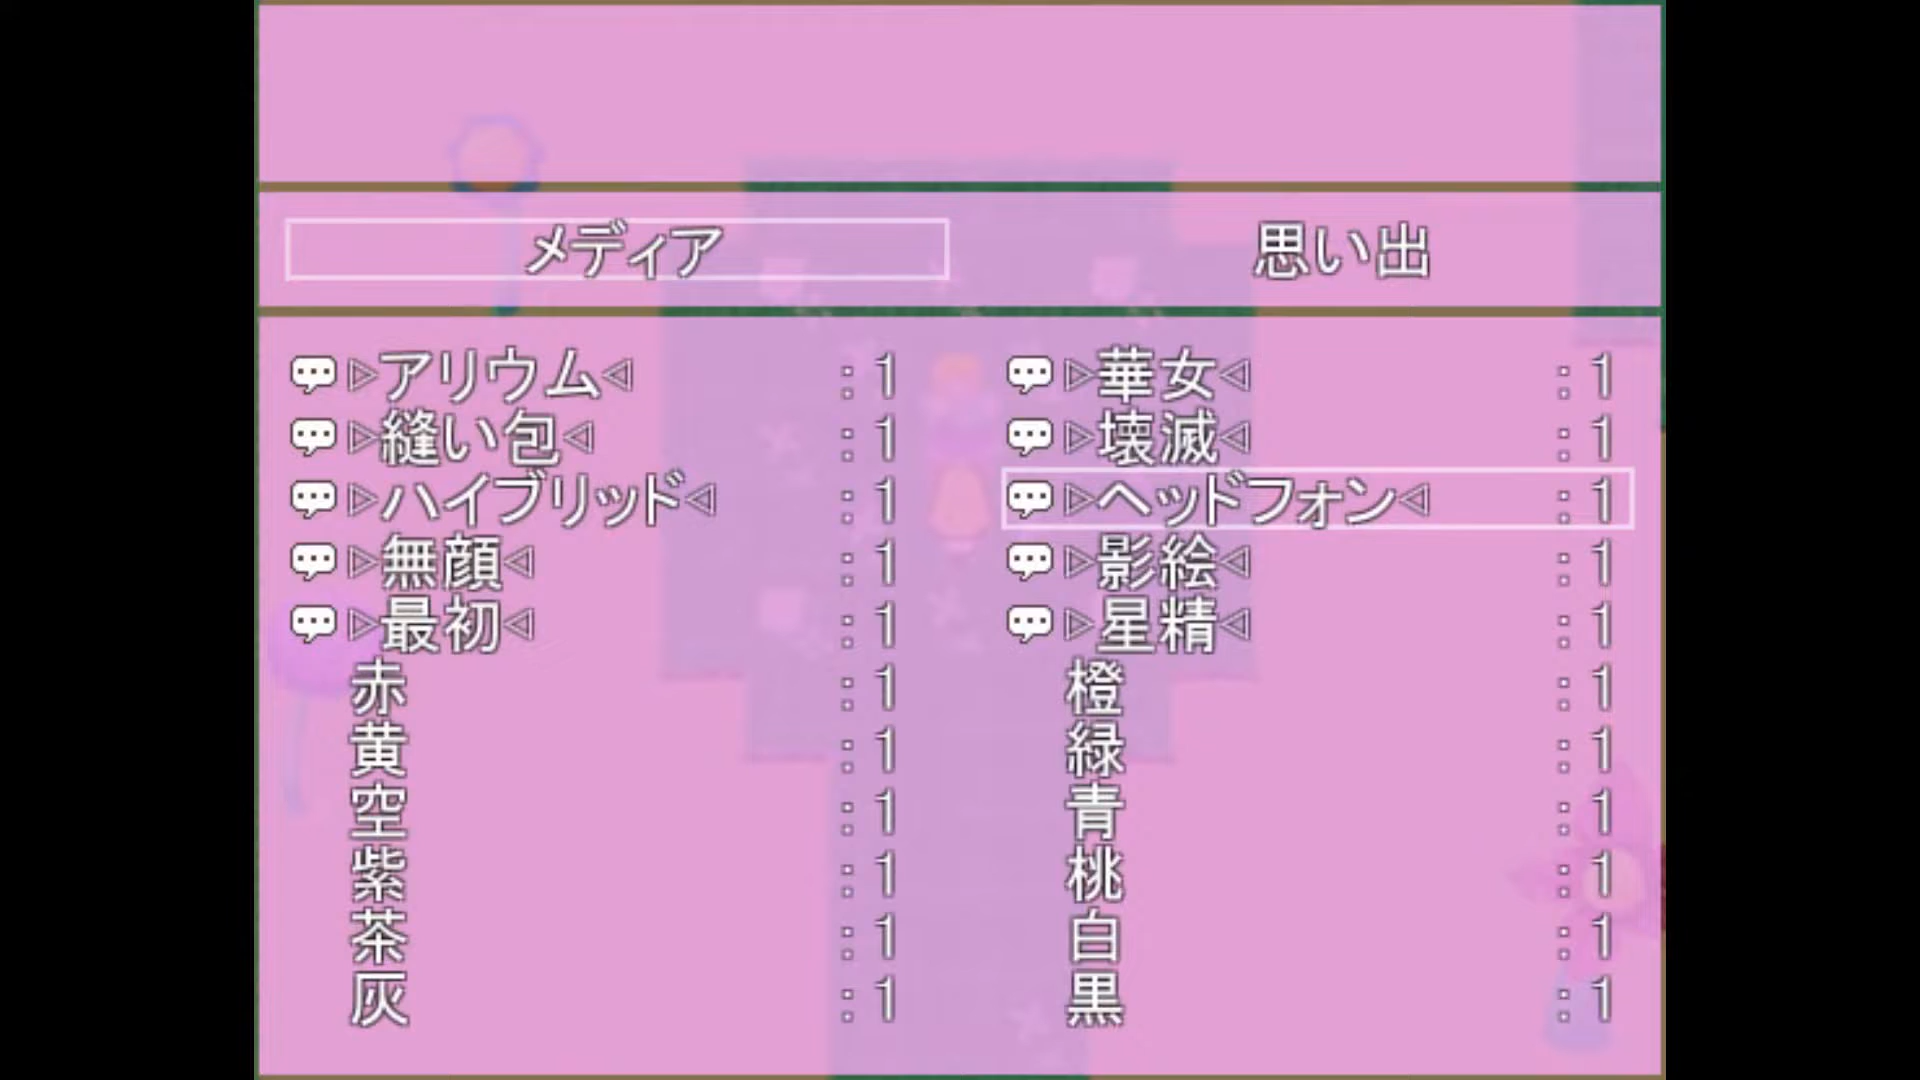 メディア 思い出
▷アリウム◁ : 1 ▷華女◁ : 1
▷縫い包◁ : 1 ▷壊滅◁ : 1
▷ハイブリッド◁ : 1 ▷ヘッドフォン◁ : 1
▷無顔◁ : 1 ▷影絵◁ : 1
▷最初◁ : 1 ▷星精◁ : 1
赤 : 1 橙 : 1
黄 : 1 緑 : 1
空 : 1 青 : 1
紫 : 1 桃 : 1
茶 : 1 白 : 1
灰 : 1 黒 : 1